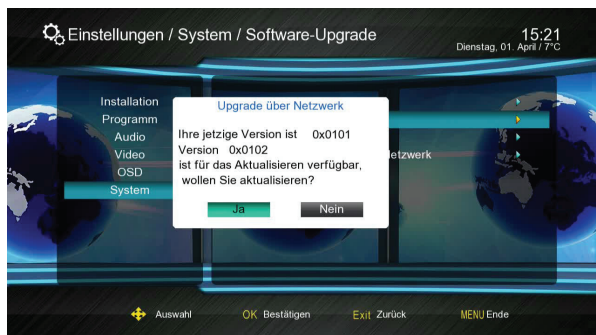 Einstellungen / System / Software-Upgrade
15:21
Dienstag, 01. April / 7°C
Installation
Programm
Audio
Video
OSD
System
Upgrade über Netzwerk
Ihre jetzige Version ist 0x0101
Version 0x0102
ist für das Aktualisieren verfügbar,
wollen Sie aktualisieren?
Ja Nein
etzwerk
Auswahl OK Bestätigen Exit Zurück MENU Ende